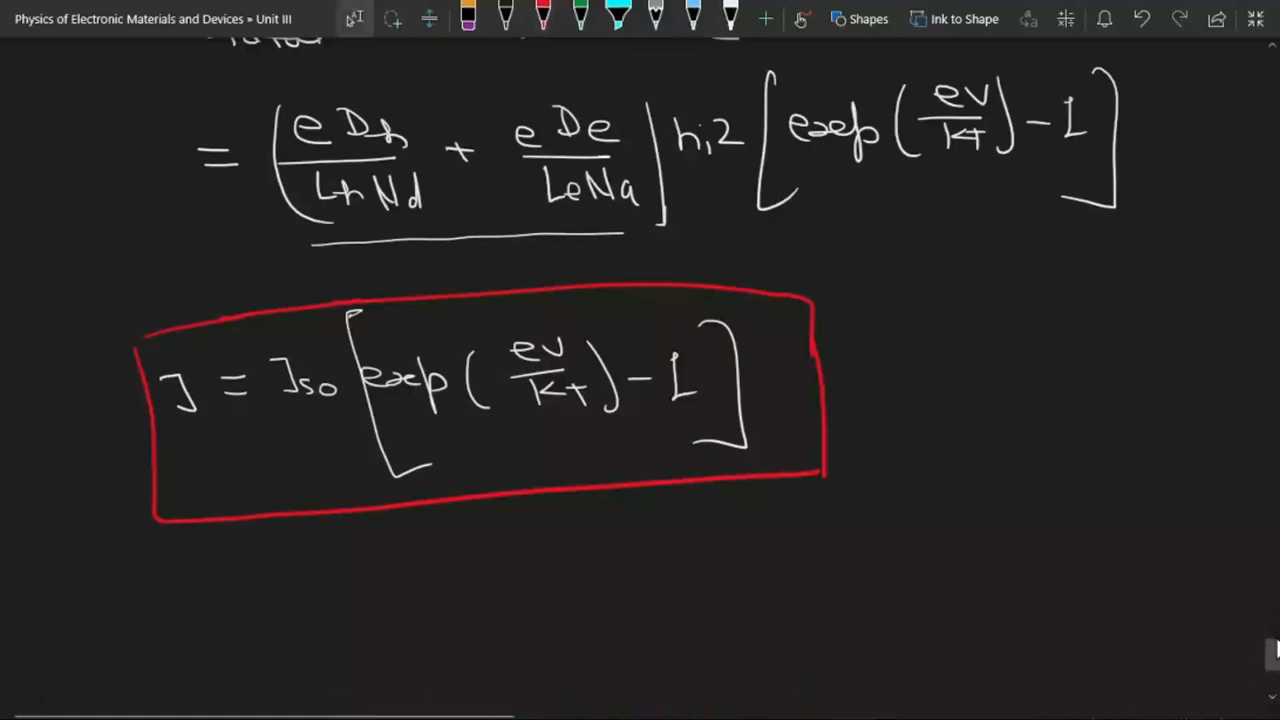 Physics of Electronic Materials and Devices » Unit III
Shapes
Ink to Shape
= [eDh/LhNd + eDe/LeNa] ni2 [exp(eV/kT) - 1]
J = Jso [exp(eV/kT) - 1]